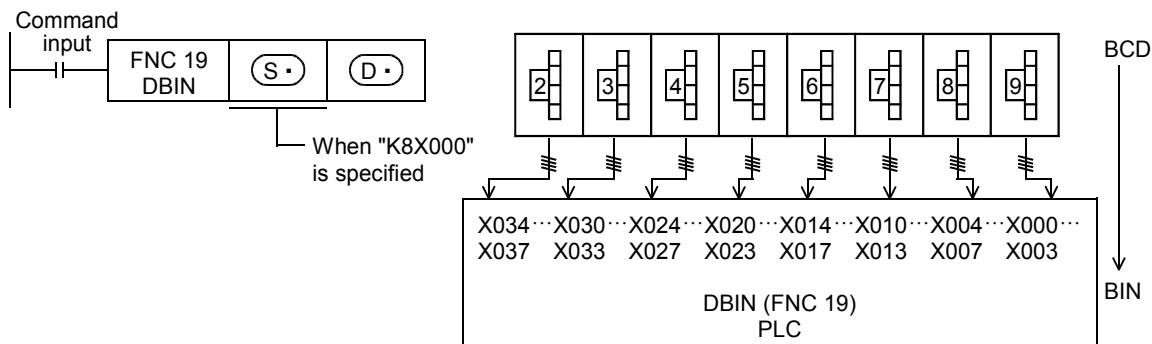 Command
input
FNC 19
DBIN
S·
D·
When "K8X000"
is specified
2 3 4 5 6 7 8 9
BCD
X034···X030···X024···X020···X014···X010···X004···X000···
X037 X033 X027 X023 X017 X013 X007 X003
BIN
DBIN (FNC 19)
PLC